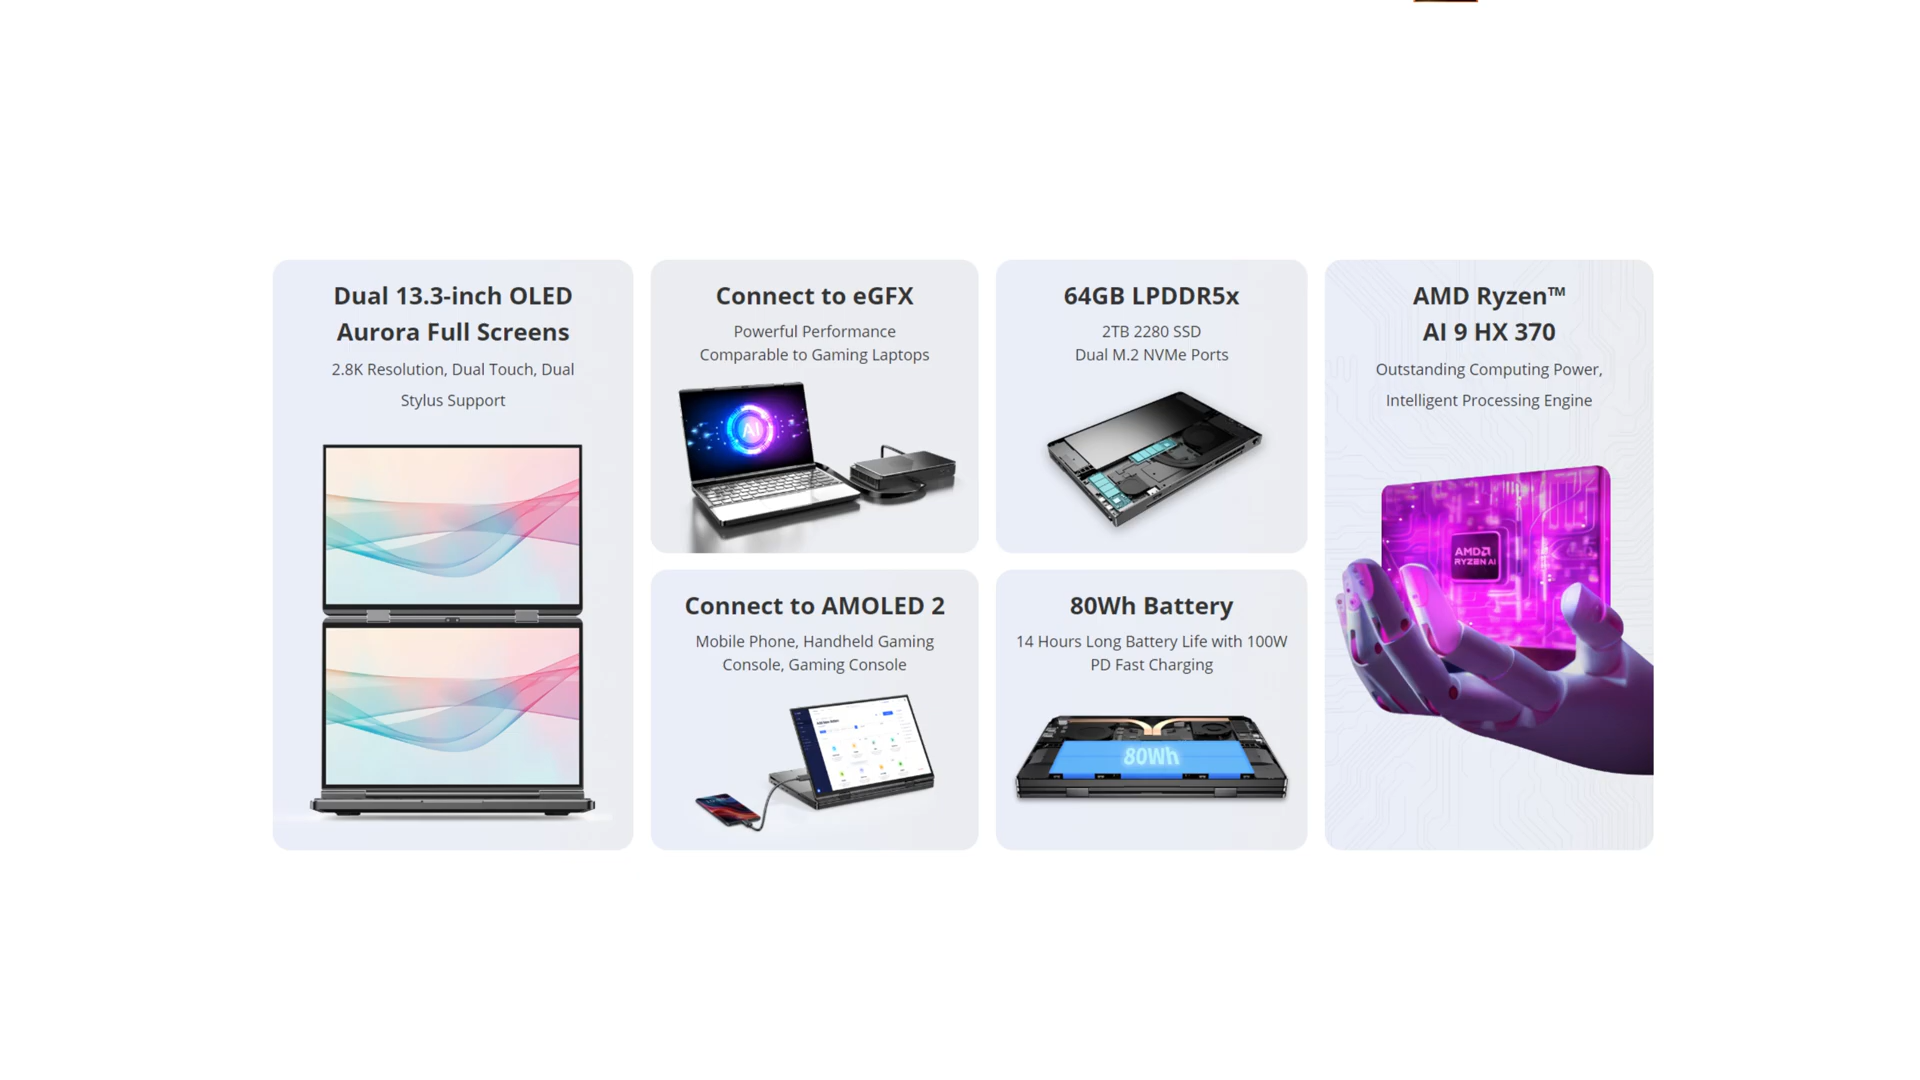 Dual 13.3-inch OLED
Aurora Full Screens
2.8K Resolution, Dual Touch, Dual
Stylus Support
Connect to eGFX
Powerful Performance
Comparable to Gaming Laptops
AI
64GB LPDDR5x
2TB 2280 SSD
Dual M.2 NVMe Ports
AMD Ryzen™
AI 9 HX 370
Outstanding Computing Power,
Intelligent Processing Engine
AMD
RYZEN AI
Connect to AMOLED 2
Mobile Phone, Handheld Gaming
Console, Gaming Console
80Wh Battery
14 Hours Long Battery Life with 100W
PD Fast Charging
80Wh